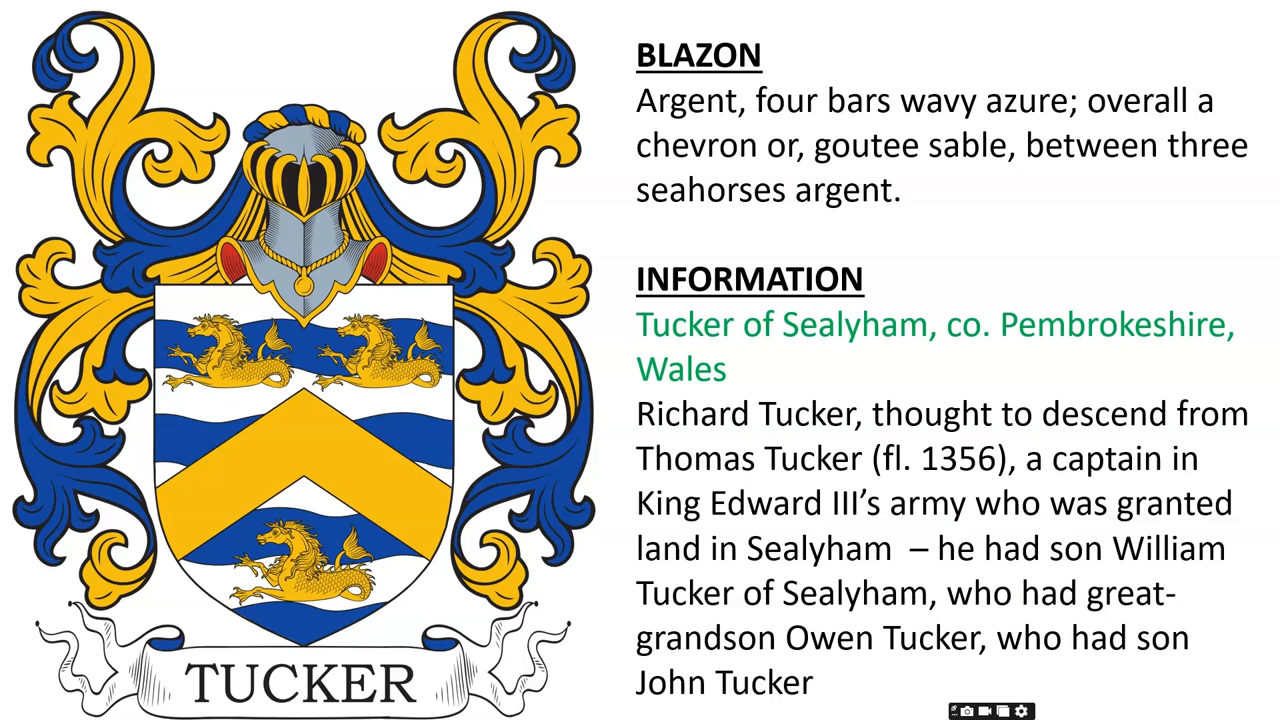 BLAZON
Argent, four bars wavy azure; overall a
chevron or, goutee sable, between three
seahorses argent.
INFORMATION
Tucker of Sealyham, co. Pembrokeshire,
Wales
Richard Tucker, thought to descend from
Thomas Tucker (fl. 1356), a captain in
King Edward III’s army who was granted
land in Sealyham – he had son William
Tucker of Sealyham, who had great-
grandson Owen Tucker, who had son
John Tucker
TUCKER